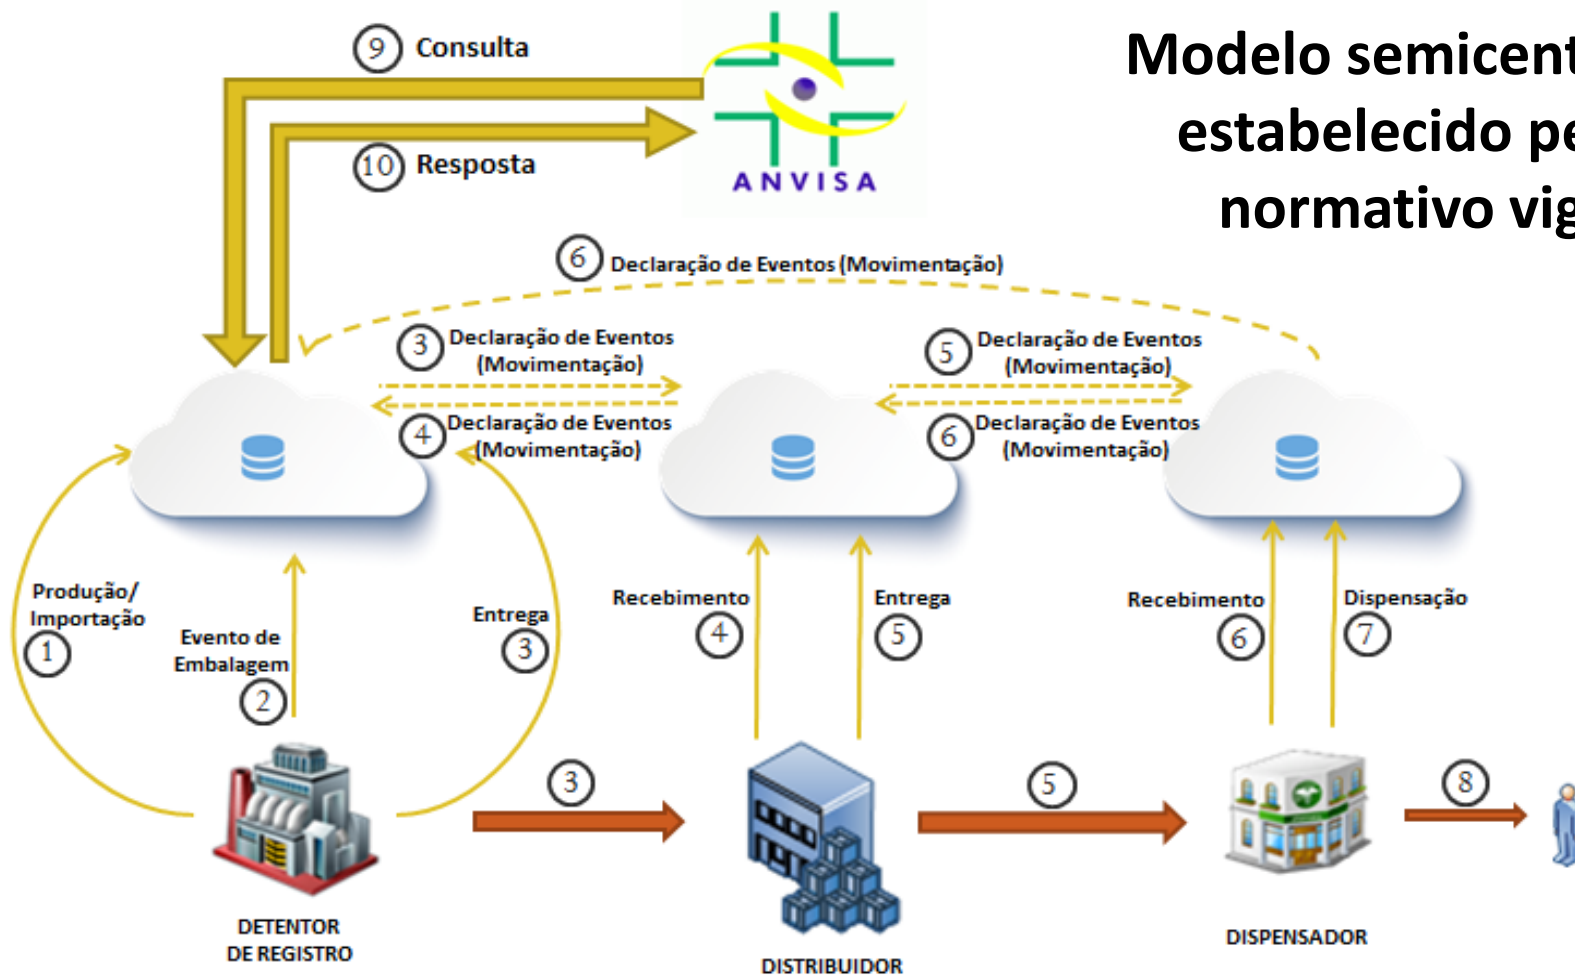 9 Consulta
Modelo semicent
estabelecido pe
normativo vig
10 Resposta
ANVISA
6 Declaração de Eventos (Movimentação)
3 Declaração de Eventos
(Movimentação)
5 Declaração de Eventos
(Movimentação)
4 Declaração de Eventos
(Movimentação)
6 Declaração de Eventos
(Movimentação)
Produção/
Importação
1
Evento de
Embalagem
2
Entrega
3
Recebimento
4
Entrega
5
Recebimento
6
Dispensação
7
3
5
8
DETENTOR
DE REGISTRO
DISTRIBUIDOR
DISPENSADOR